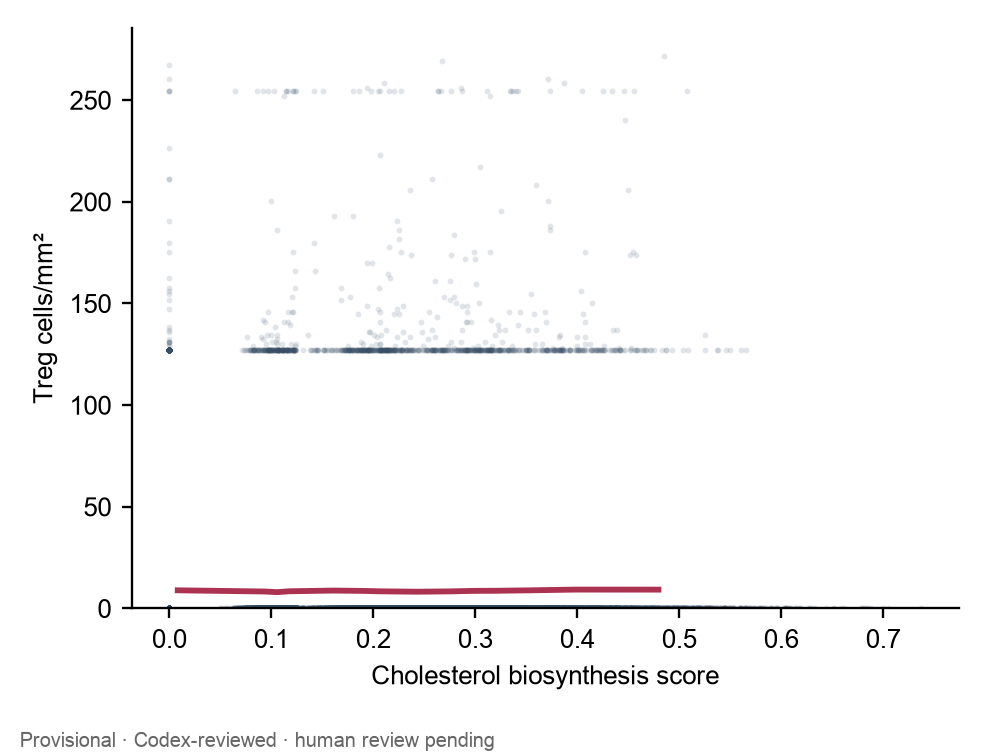 250
200
150
100
50
0
Treg cells/mm²
0.0 0.1 0.2 0.3 0.4 0.5 0.6 0.7
Cholesterol biosynthesis score
Provisional · Codex-reviewed · human review pending